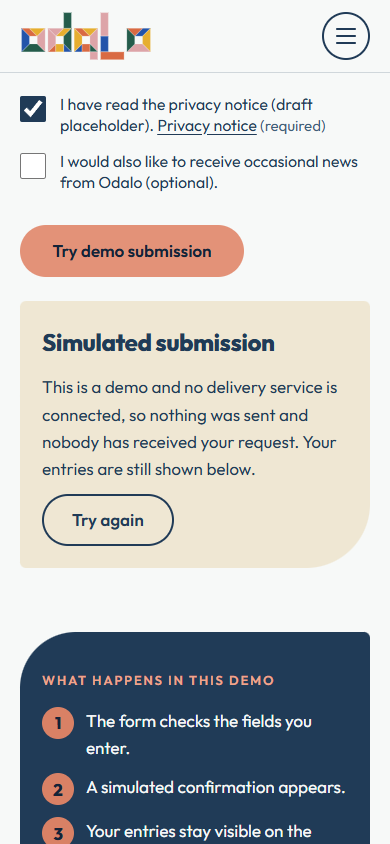 odalo
I have read the privacy notice (draft
placeholder). Privacy notice (required)
I would also like to receive occasional news
from Odalo (optional).
Try demo submission
Simulated submission
This is a demo and no delivery service is
connected, so nothing was sent and
nobody has received your request. Your
entries are still shown below.
Try again
WHAT HAPPENS IN THIS DEMO
1 The form checks the fields you
enter.
2 A simulated confirmation appears.
3 Your entries stay visible on the